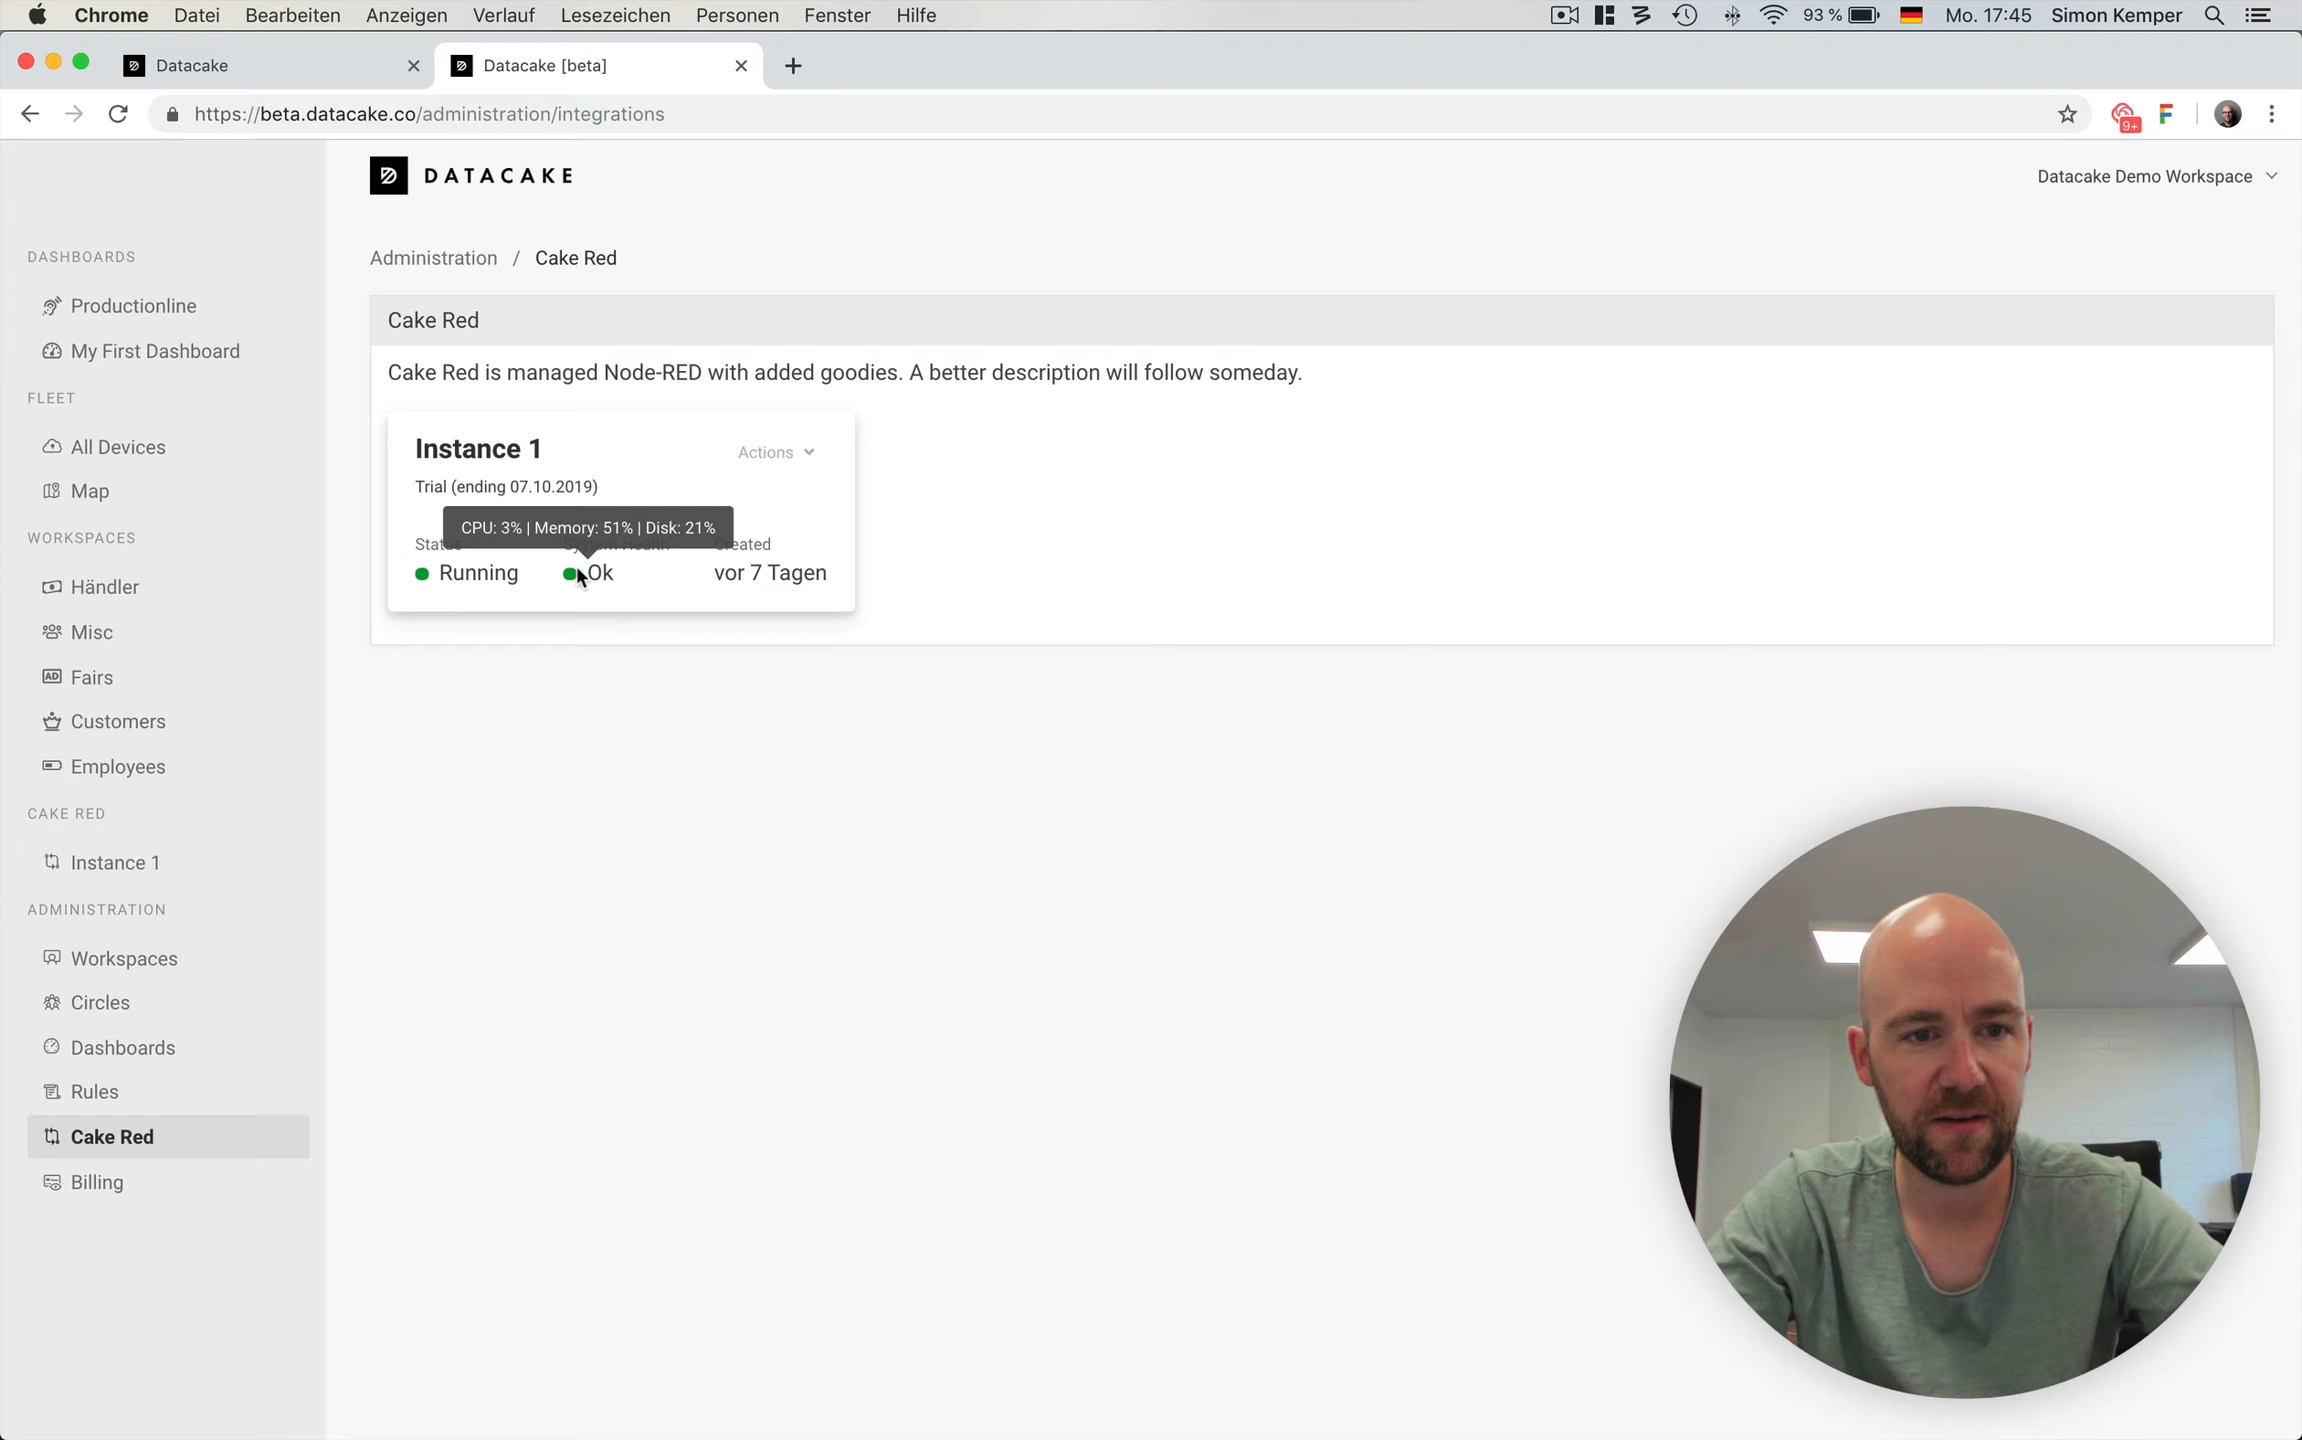 Chrome Datei Bearbeiten Anzeigen Verlauf Lesezeichen Personen Fenster Hilfe 93 % Mo. 17:45 Simon Kemper
Datacake
Datacake [beta]
https://beta.datacake.co/administration/integrations
9+
DATACAKE
Datacake Demo Workspace
DASHBOARDS
Productionline
My First Dashboard
FLEET
All Devices
Map
WORKSPACES
Händler
Misc
AD Fairs
Customers
Employees
CAKE RED
Instance 1
ADMINISTRATION
Workspaces
Circles
Dashboards
Rules
Cake Red
Billing
Administration / Cake Red
Cake Red
Cake Red is managed Node-RED with added goodies. A better description will follow someday.
Instance 1
Actions
Trial (ending 07.10.2019)
CPU: 3% | Memory: 51% | Disk: 21%
Status System Health Created
Running Ok vor 7 Tagen